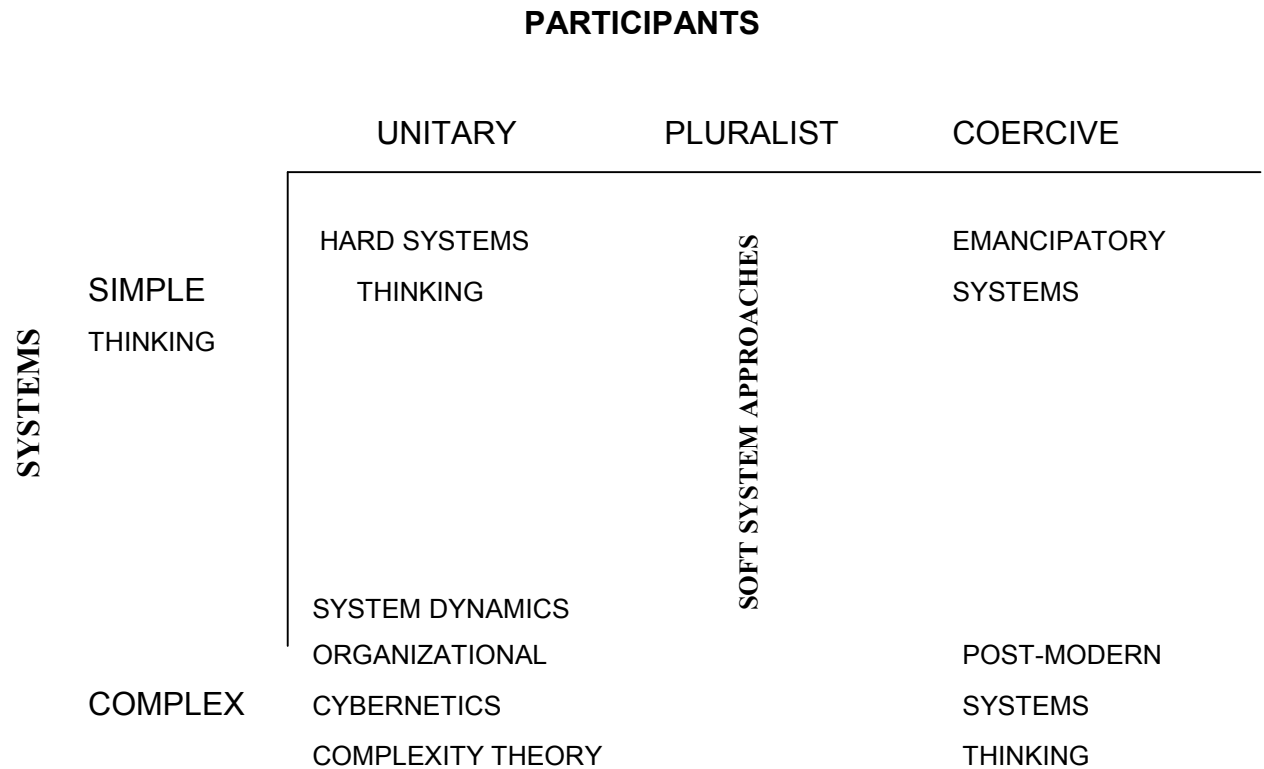 PARTICIPANTS
UNITARY PLURALIST COERCIVE
HARD SYSTEMS EMANCIPATORY
SIMPLE THINKING SYSTEMS
THINKING
SYSTEMS
SOFT SYSTEM APPROACHES
SYSTEM DYNAMICS
ORGANIZATIONAL POST-MODERN
COMPLEX CYBERNETICS SYSTEMS
COMPLEXITY THEORY THINKING